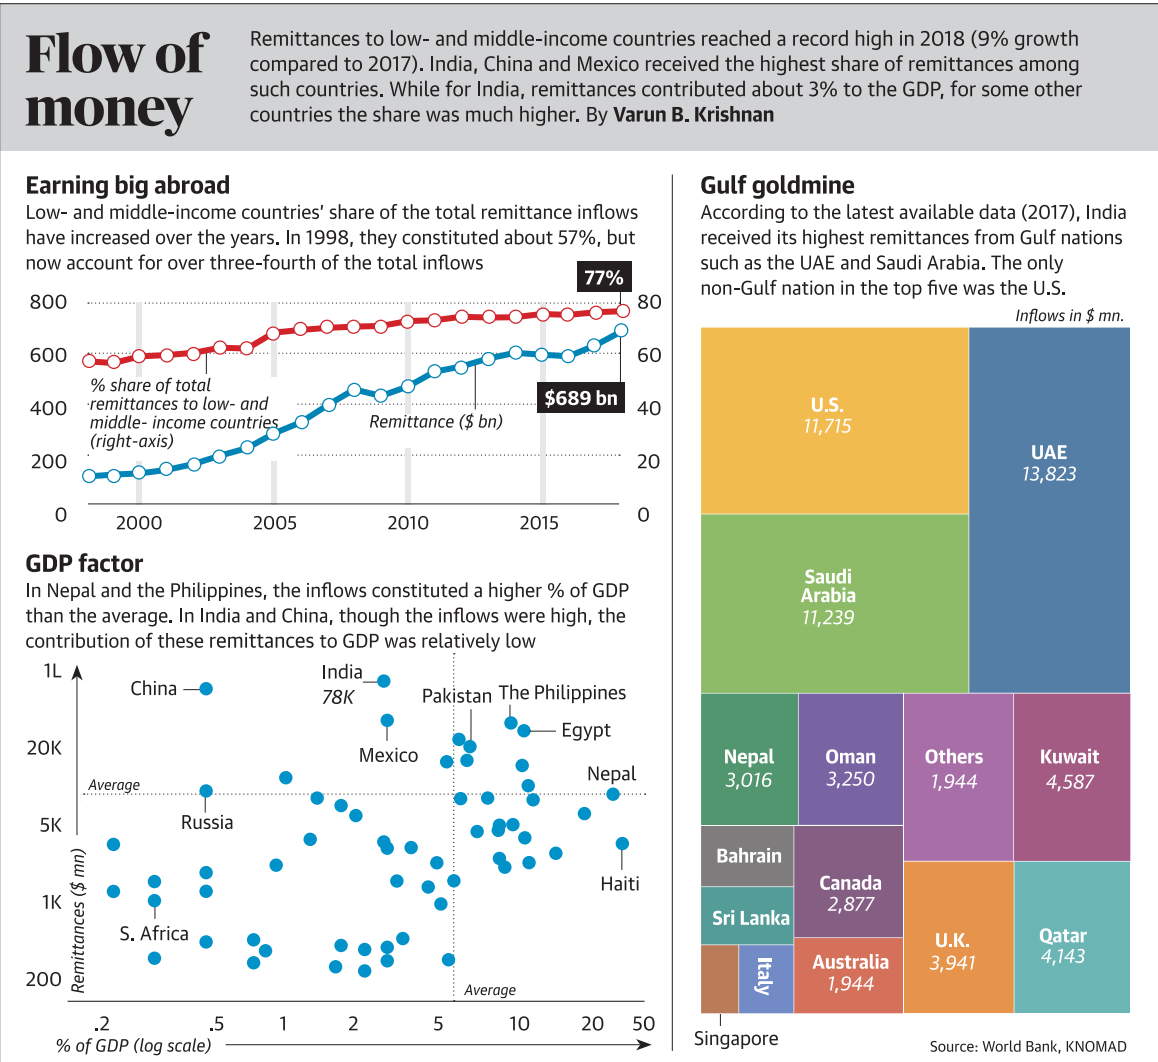 Flow of
money
Remittances to low- and middle-income countries reached a record high in 2018 (9% growth
compared to 2017). India, China and Mexico received the highest share of remittances among
such countries. While for India, remittances contributed about 3% to the GDP, for some other
countries the share was much higher. By Varun B. Krishnan
Earning big abroad
Low- and middle-income countries' share of the total remittance inflows
have increased over the years. In 1998, they constituted about 57%, but
now account for over three-fourth of the total inflows
77%
800
80
600
60
% share of total
remittances to low- and
middle- income countries
(right-axis)
$689 bn
400
40
Remittance ($ bn)
200
20
0
0
2000
2005
2010
2015
GDP factor
In Nepal and the Philippines, the inflows constituted a higher % of GDP
than the average. In India and China, though the inflows were high, the
contribution of these remittances to GDP was relatively low
1L
20K
5K
1K
200
Remittances ($ mn)
China
India
78K
Mexico
Pakistan
The Philippines
Egypt
Average
Nepal
Russia
Haiti
S. Africa
Average
.2
.5
1
2
5
10
20
50
% of GDP (log scale)
Gulf goldmine
According to the latest available data (2017), India
received its highest remittances from Gulf nations
such as the UAE and Saudi Arabia. The only
non-Gulf nation in the top five was the U.S.
Inflows in $ mn.
U.S.
11,715
UAE
13,823
Saudi
Arabia
11,239
Nepal
3,016
Oman
3,250
Others
1,944
Kuwait
4,587
Bahrain
Sri Lanka
Canada
2,877
Italy
Singapore
Australia
1,944
U.K.
3,941
Qatar
4,143
Source: World Bank, KNOMAD